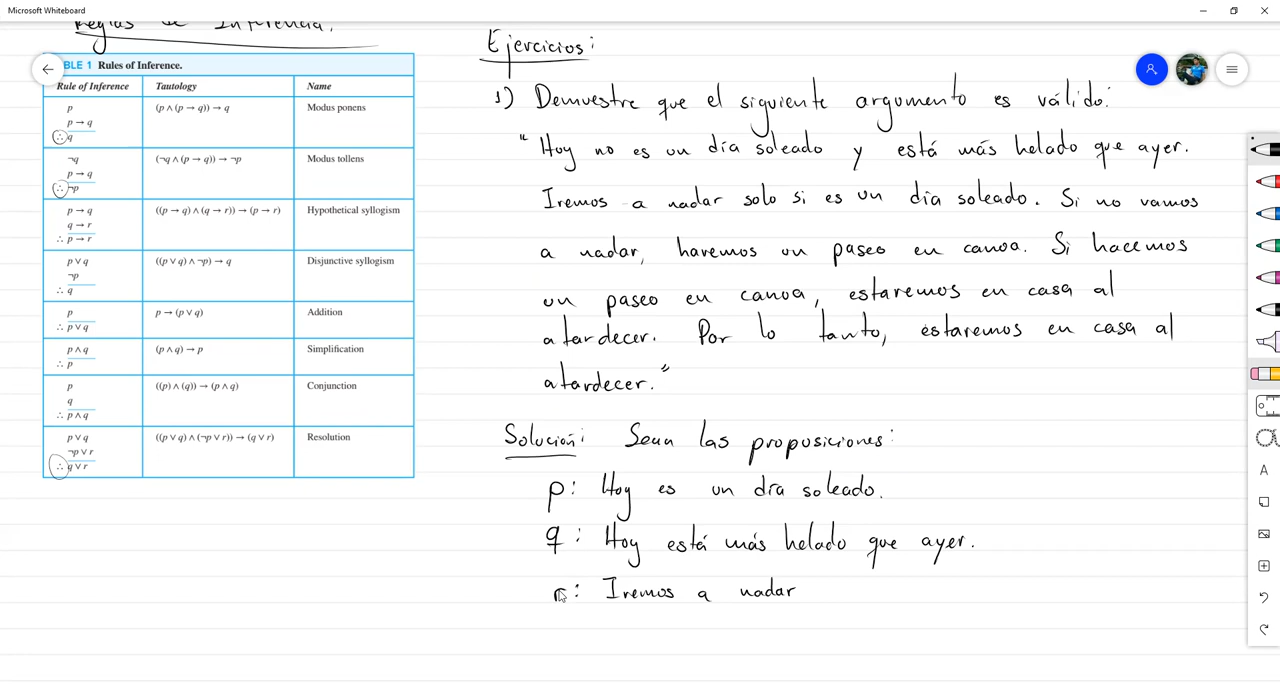 Microsoft Whiteboard
Reglas de Inferencia.
BLE 1 Rules of Inference.
Rule of Inference Tautology Name
p
p → q
∴ q
(p ∧ (p → q)) → q
Modus ponens
¬q
p → q
∴ ¬p
(¬q ∧ (p → q)) → ¬p
Modus tollens
p → q
q → r
∴ p → r
((p → q) ∧ (q → r)) → (p → r)
Hypothetical syllogism
p ∨ q
¬p
∴ q
((p ∨ q) ∧ ¬p) → q
Disjunctive syllogism
p
∴ p ∨ q
p → (p ∨ q)
Addition
p ∧ q
∴ p
(p ∧ q) → p
Simplification
p
q
∴ p ∧ q
((p) ∧ (q)) → (p ∧ q)
Conjunction
p ∨ q
¬p ∨ r
∴ q ∨ r
((p ∨ q) ∧ (¬p ∨ r)) → (q ∨ r)
Resolution
Ejercicios:
1) Demuestre que el siguiente argumento es válido:
"Hoy no es un día soleado y está más helado que ayer.
Iremos a nadar solo si es un día soleado. Si no vamos
a nadar, haremos un paseo en canoa. Si hacemos
un paseo en canoa, estaremos en casa al
atardecer. Por lo tanto, estaremos en casa al
atardecer."
Solución: Sean las proposiciones:
p: Hoy es un día soleado.
q: Hoy está más helado que ayer.
r: Iremos a nadar
A